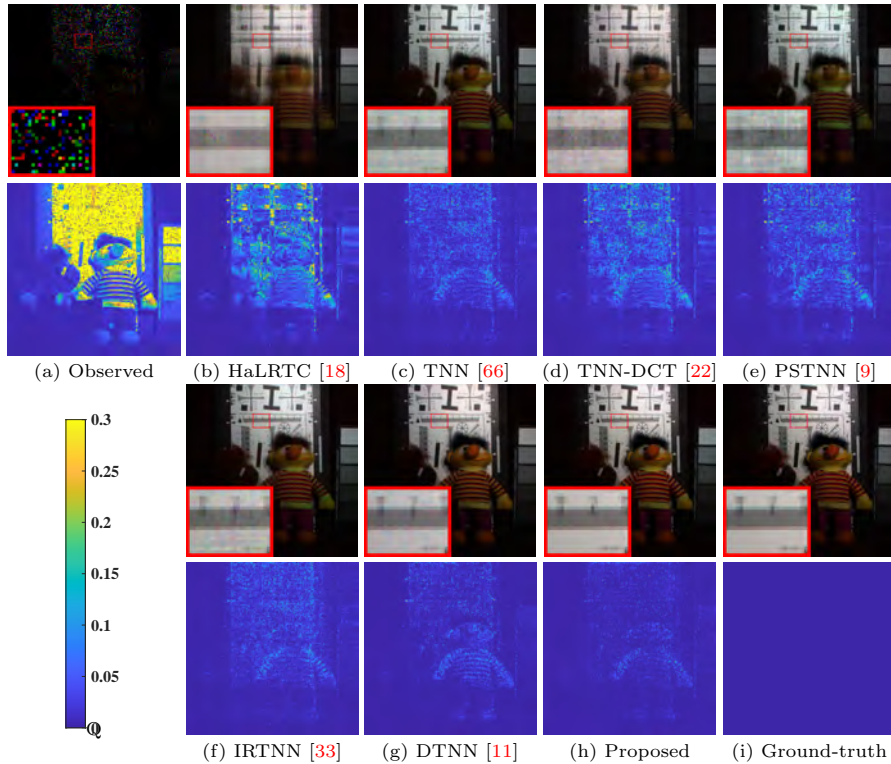 (a) Observed
(b) HaLRTC [18]
(c) TNN [66]
(d) TNN-DCT [22]
(e) PSTNN [9]
0.3
0.25
0.2
0.15
0.1
0.05
0
(f) IRTNN [33]
(g) DTNN [11]
(h) Proposed
(i) Ground-truth